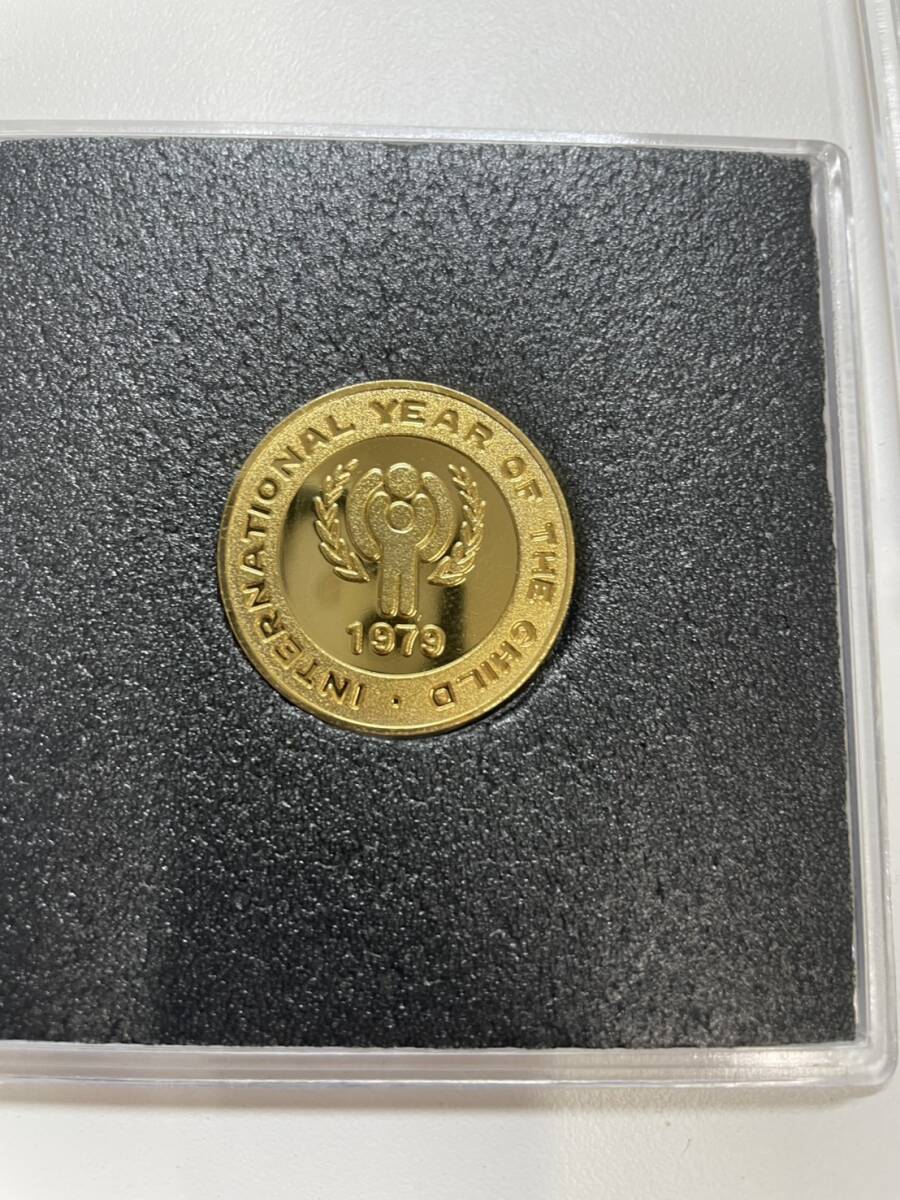 INTERNATIONAL YEAR OF THE CHILD ·
1979